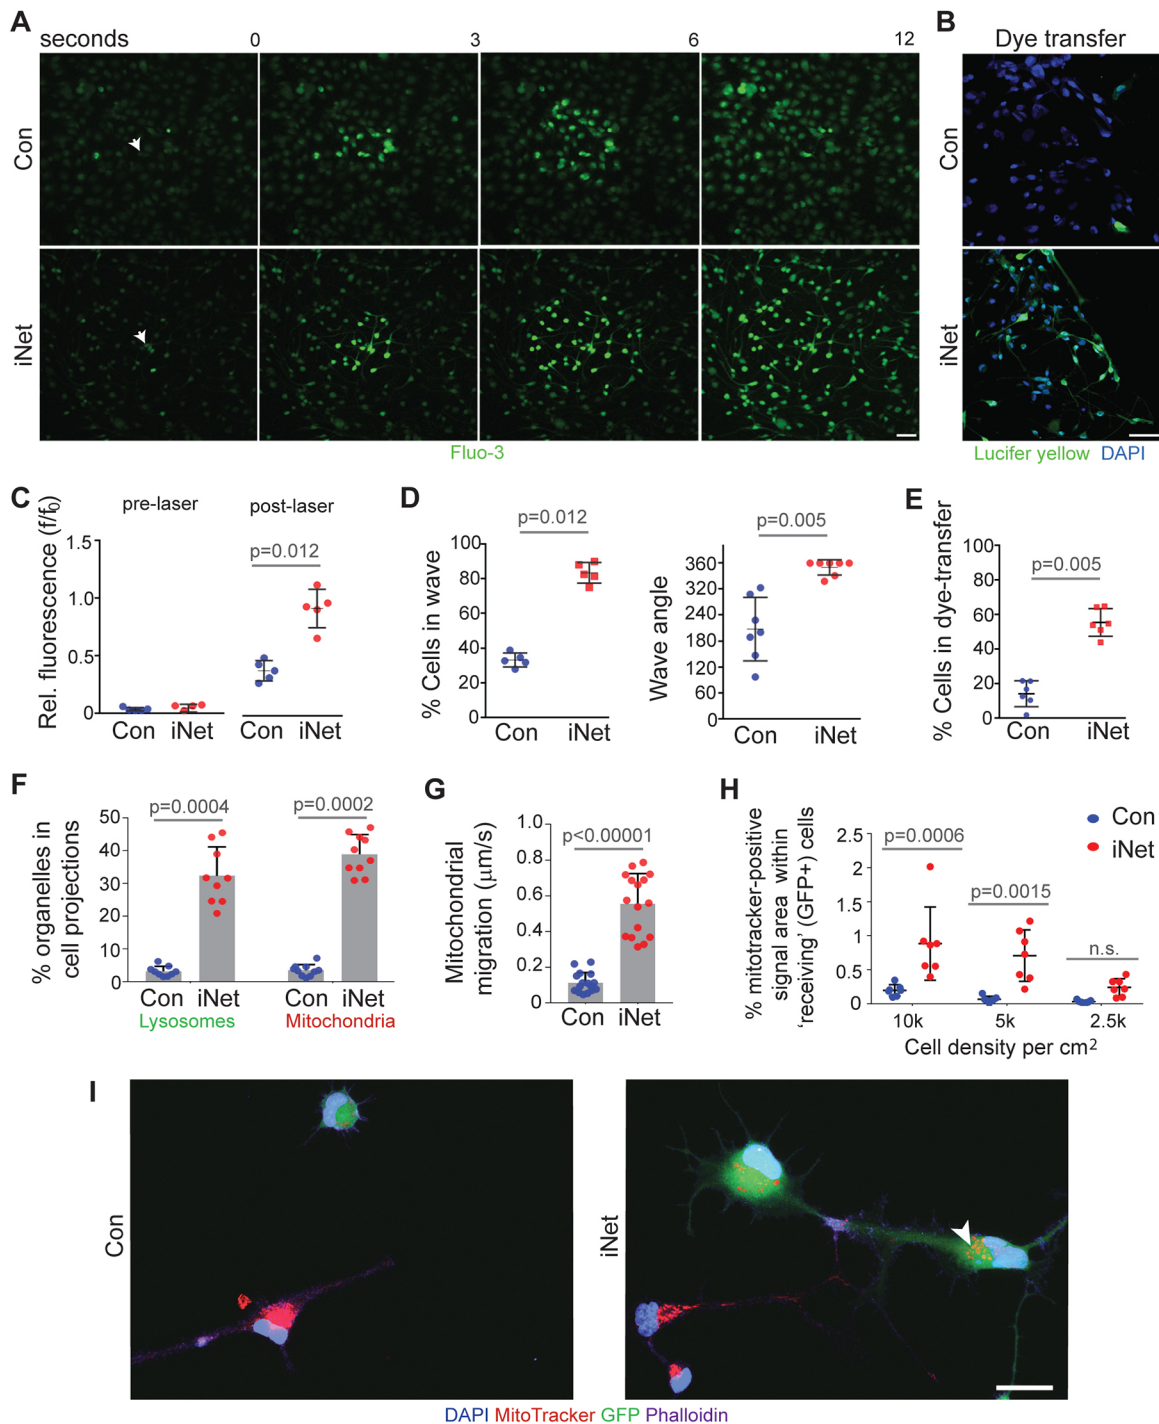 A
seconds 0 3 6 12
Con
iNet
Fluo-3
B
Dye transfer
Con
iNet
Lucifer yellow DAPI
C
pre-laser post-laser
Rel. fluorescence (f/f0)
p=0.012
1.5
1.0
0.5
0
Con iNet Con iNet
D
p=0.012
% Cells in wave
100
80
60
40
20
0
Con iNet
p=0.005
Wave angle
360
320
240
180
120
60
0
Con iNet
E
% Cells in dye-transfer
p=0.005
100
80
60
40
20
0
Con iNet
F
% organelles in
cell projections
p=0.0004 p=0.0002
50
40
30
20
10
0
Con iNet Con iNet
Lysosomes Mitochondria
G
Mitochondrial
migration (μm/s)
p<0.00001
1.0
0.8
0.6
0.4
0.2
0
Con iNet
H
% mitotracker-positive
signal area within
‘receiving’ (GFP+) cells
Con
iNet
p=0.0006
p=0.0015
n.s.
2.5
2
1.5
1
0.5
0
10k 5k 2.5k
Cell density per cm2
I
Con
iNet
DAPI MitoTracker GFP Phalloidin